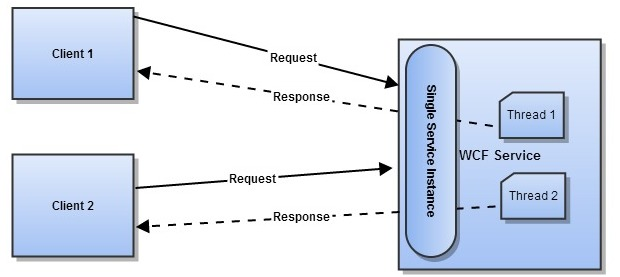 Client 1
Request
Response
Single Service Instance
Thread 1
WCF Service
Client 2
Request
Response
Thread 2